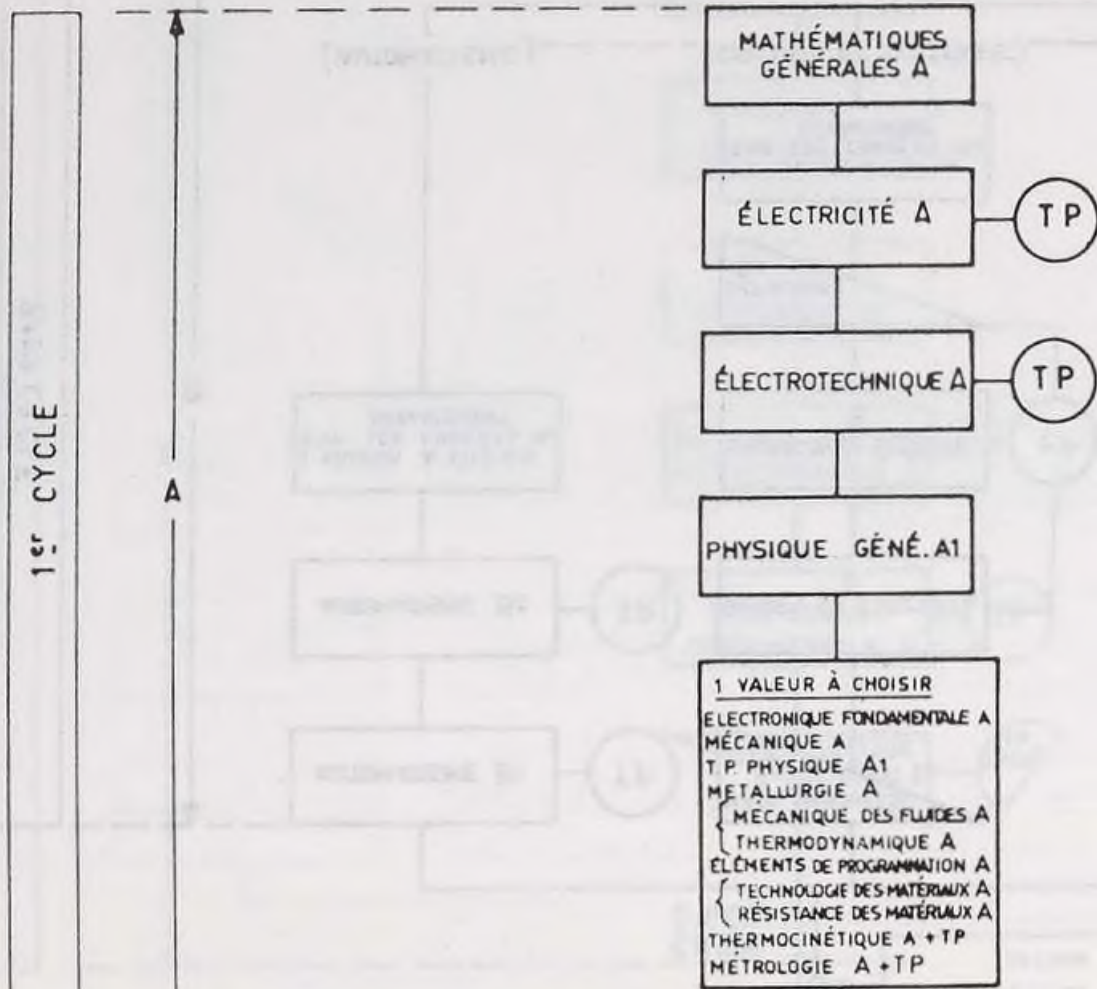 MATHÉMATIQUES
GÉNÉRALES A
ÉLECTRICITÉ A
TP
ÉLECTROTECHNIQUE A
TP
1er CYCLE
A
PHYSIQUE GÉNÉ. A1
1 VALEUR À CHOISIR
ELECTRONIQUE FONDAMENTALE A
MÉCANIQUE A
T.P. PHYSIQUE A1
METALLURGIE A
MÉCANIQUE DES FLUIDES A
THERMODYNAMIQUE A
ÉLÉMENTS DE PROGRAMMATION A
TECHNOLOGIE DES MATÉRIAUX A
RÉSISTANCE DES MATÉRIAUX A
THERMOCINÉTIQUE A + TP
MÉTROLOGIE A + TP